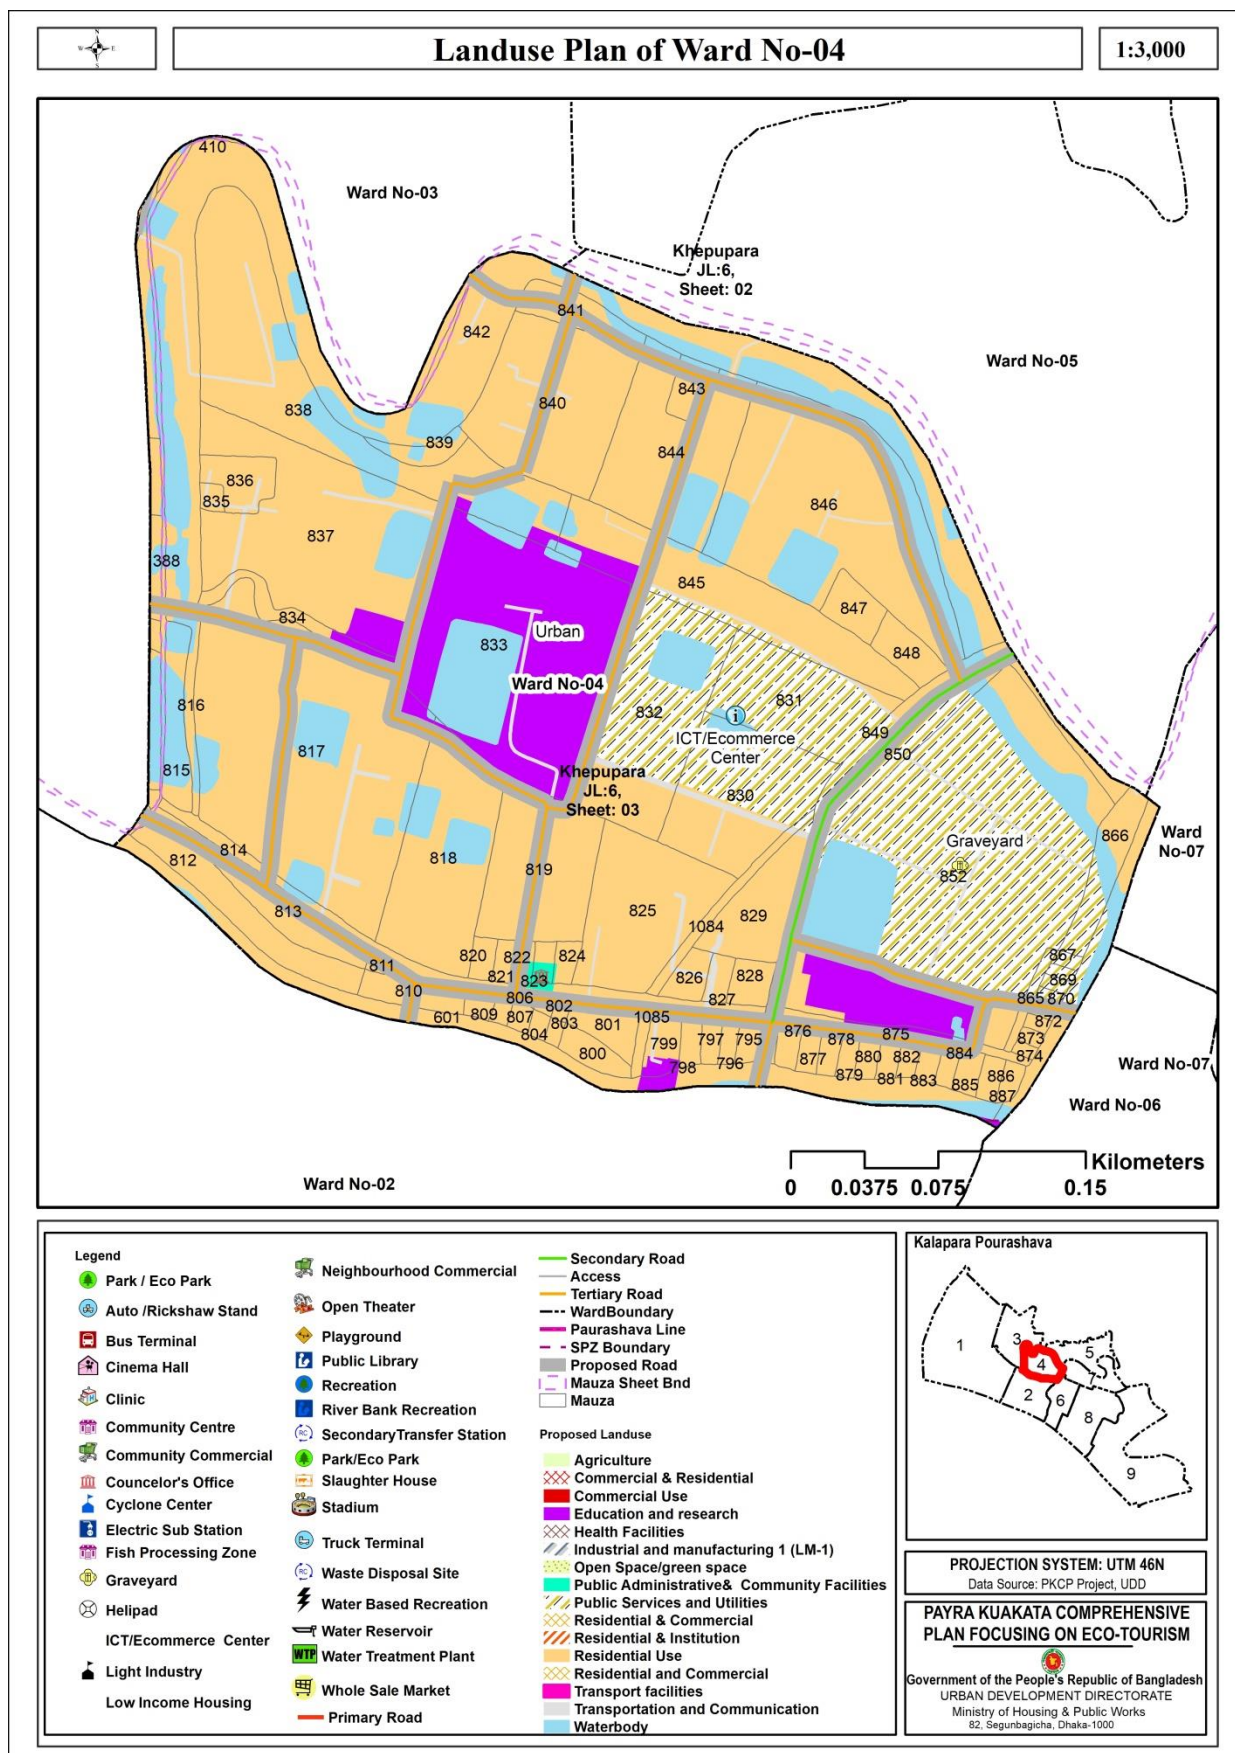 N
W E
S
Landuse Plan of Ward No-04
1:3,000
410
Ward No-03
Khepupara
JL:6,
Sheet: 02
841
842
Ward No-05
843
840
838
839
844
836
835
846
837
388
845
847
834
833
Urban
848
Ward No-04
831
816
832
849
817
ICT/Ecommerce
Center
850
815
Khepupara
JL:6,
Sheet: 03
830
866
Ward
No-07
Graveyard
814
812
818
819
852
813
825
829
1084
820
822
824
867
811
821
823
826
828
869
810
806
802
827
865
870
601
809
807
803
801
1085
872
804
799
797
795
876
878
875
873
800
798
796
877
880
882
884
874
879
881
883
885
886
887
Ward No-07
Ward No-06
Ward No-02
Kilometers
0
0.0375
0.075
0.15
Legend
Park / Eco Park
Auto /Rickshaw Stand
Bus Terminal
Cinema Hall
Clinic
Community Centre
Community Commercial
Councelor's Office
Cyclone Center
Electric Sub Station
Fish Processing Zone
Graveyard
Helipad
ICT/Ecommerce Center
Light Industry
Low Income Housing
Neighbourhood Commercial
Open Theater
Playground
Public Library
Recreation
River Bank Recreation
RC
SecondaryTransfer Station
Park/Eco Park
Slaughter House
Stadium
Truck Terminal
RC
Waste Disposal Site
Water Based Recreation
Water Reservoir
WTP
Water Treatment Plant
Whole Sale Market
Primary Road
Secondary Road
Access
Tertiary Road
WardBoundary
Paurashava Line
SPZ Boundary
Proposed Road
Mauza Sheet Bnd
Mauza
Proposed Landuse
Agriculture
Commercial & Residential
Commercial Use
Education and research
Health Facilities
Industrial and manufacturing 1 (LM-1)
Open Space/green space
Public Administrative& Community Facilities
Public Services and Utilities
Residential & Commercial
Residential & Institution
Residential Use
Residential and Commercial
Transport facilities
Transportation and Communication
Waterbody
Kalapara Pourashava
1
3
4
5
7
2
6
8
9
PROJECTION SYSTEM: UTM 46N
Data Source: PKCP Project, UDD
PAYRA KUAKATA COMPREHENSIVE
PLAN FOCUSING ON ECO-TOURISM
Government of the People's Republic of Bangladesh
URBAN DEVELOPMENT DIRECTORATE
Ministry of Housing & Public Works
82, Segunbagicha, Dhaka-1000